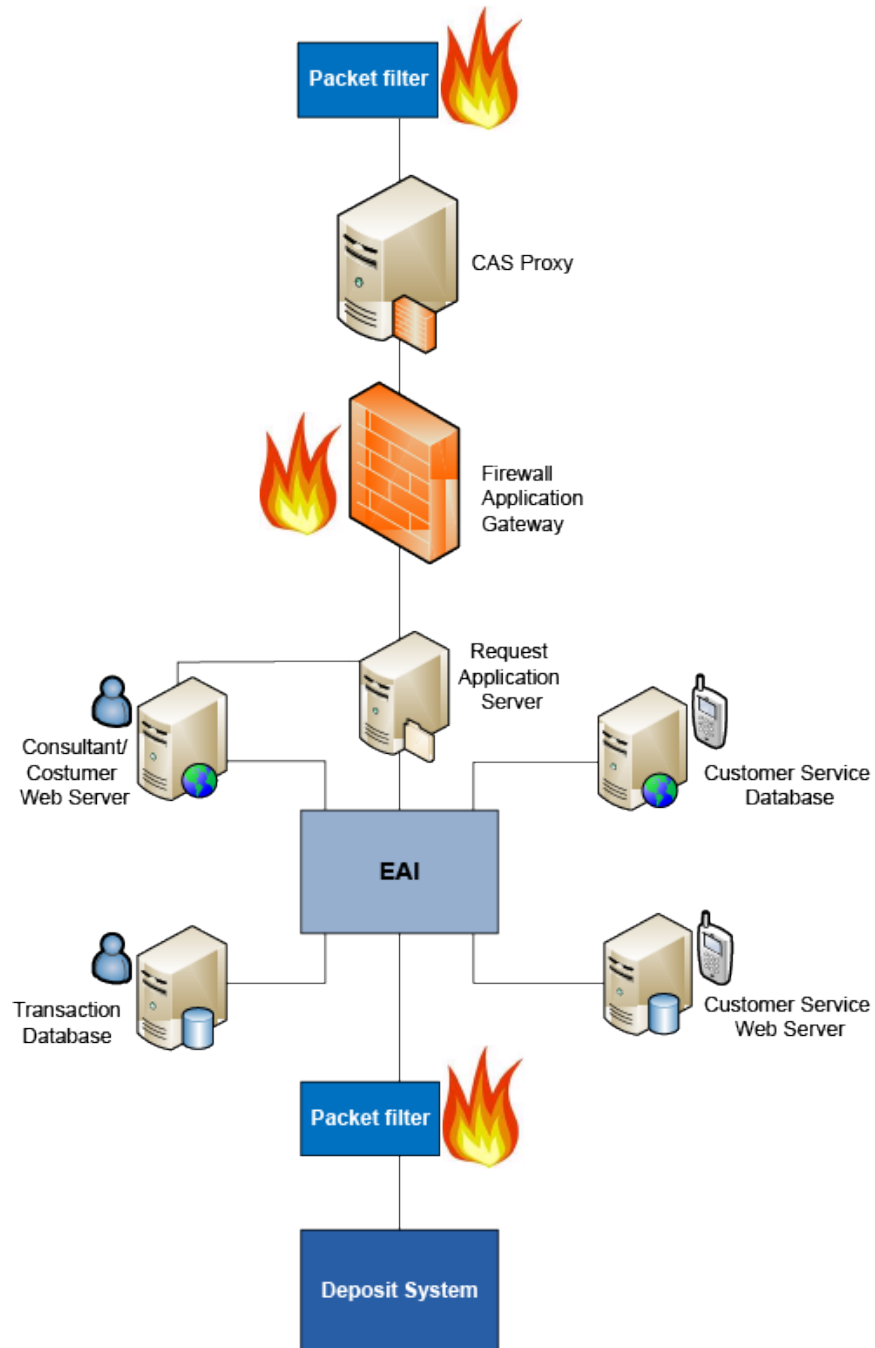 Packet filter
CAS Proxy
Firewall
Application
Gateway
Request
Application
Server
Consultant/
Costumer
Web Server
Customer Service
Database
EAI
Transaction
Database
Customer Service
Web Server
Packet filter
Deposit System